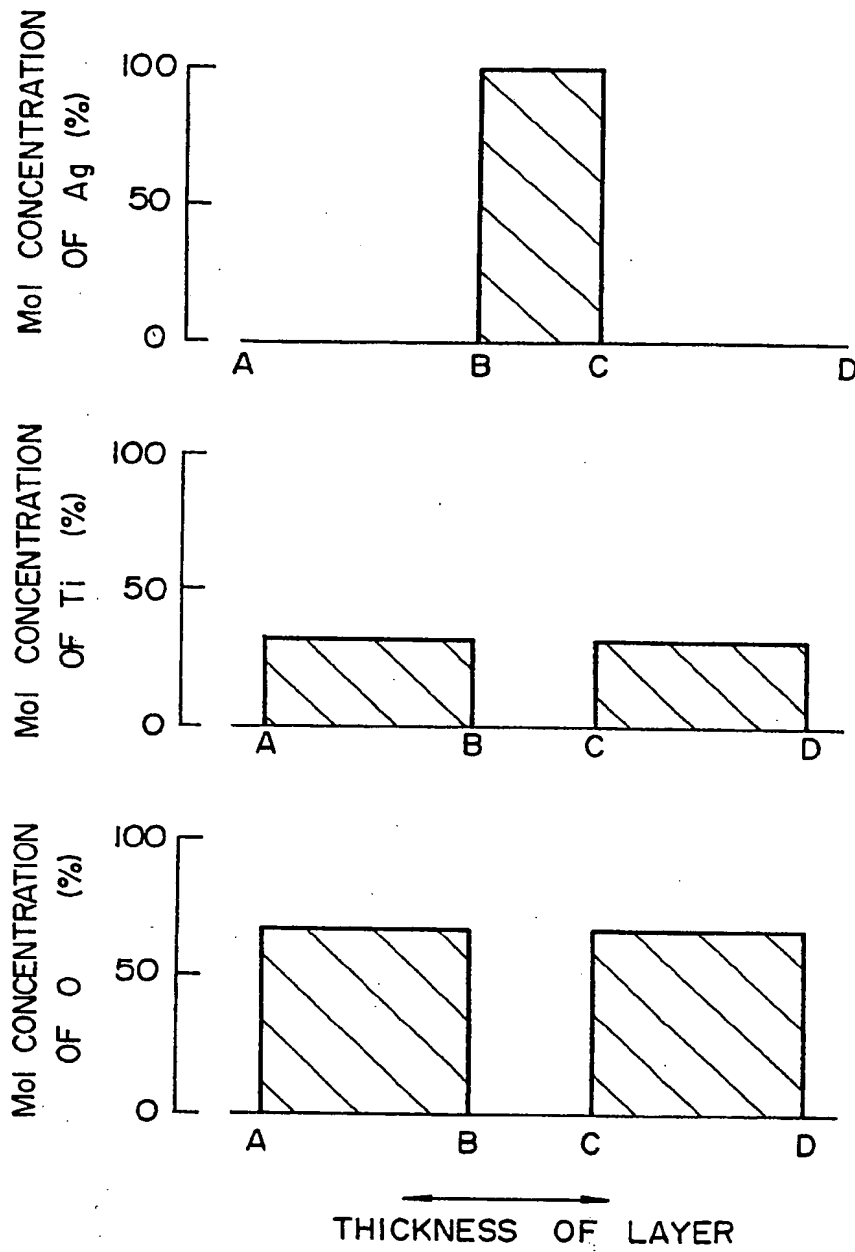 Mol CONCENTRATION
OF Ag (%)
100
50
0
A B C D
Mol CONCENTRATION
OF Ti (%)
100
50
0
A B C D
Mol CONCENTRATION
OF O (%)
100
50
0
A B C D
THICKNESS OF LAYER